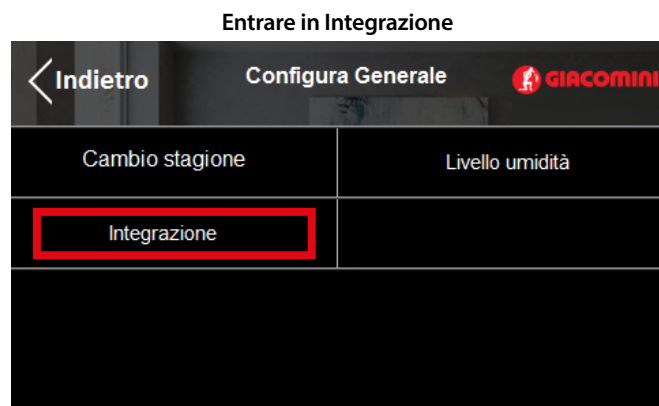 Entrare in Integrazione
Indietro Configura Generale GIACOMINI
Cambio stagione Livello umidità
Integrazione